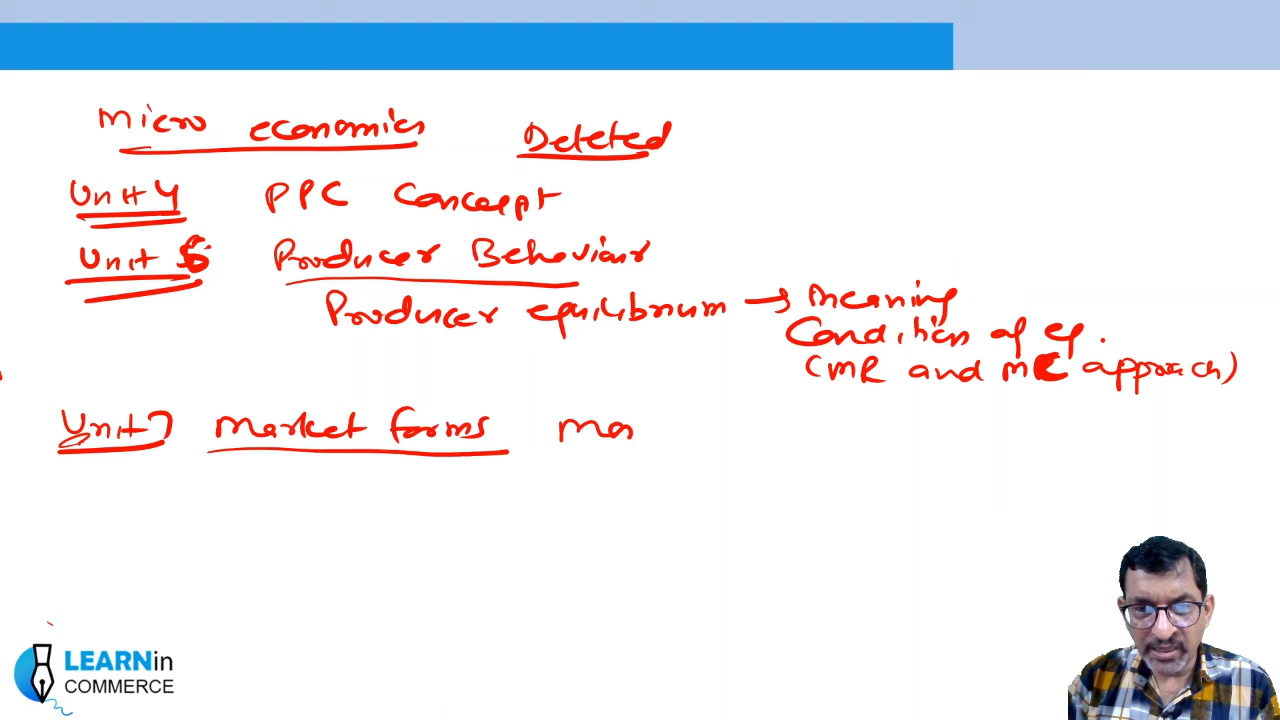 Micro economics Deleted
Unit 4 PPC Concept
Unit 5 Producer Behaviour
Producer equilibrium → Meaning
Condition of eq.
(MR and MC approach)
Unit 7 Market forms Ma
LEARNin
COMMERCE